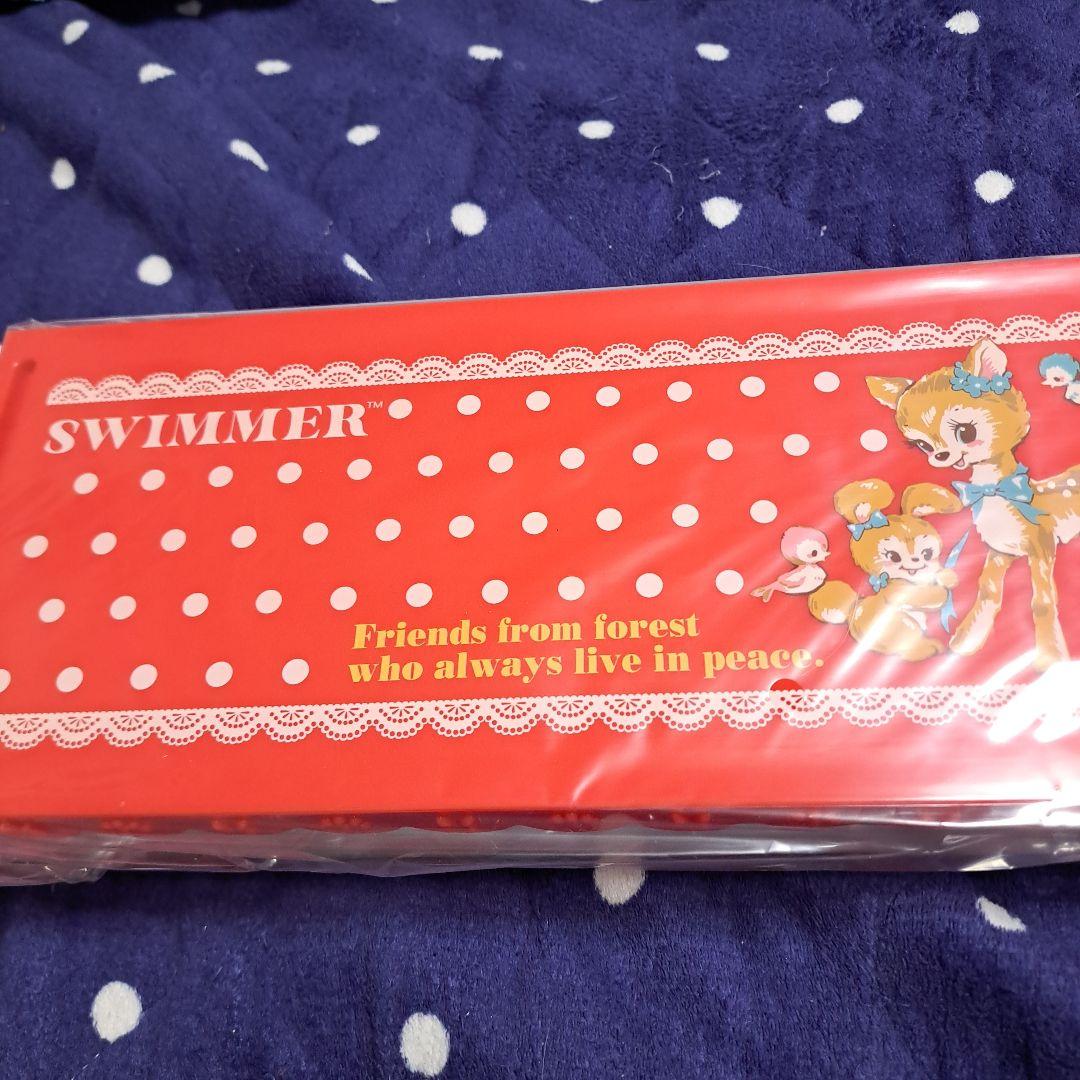 SWIMMER™
Friends from forest
who always live in peace.